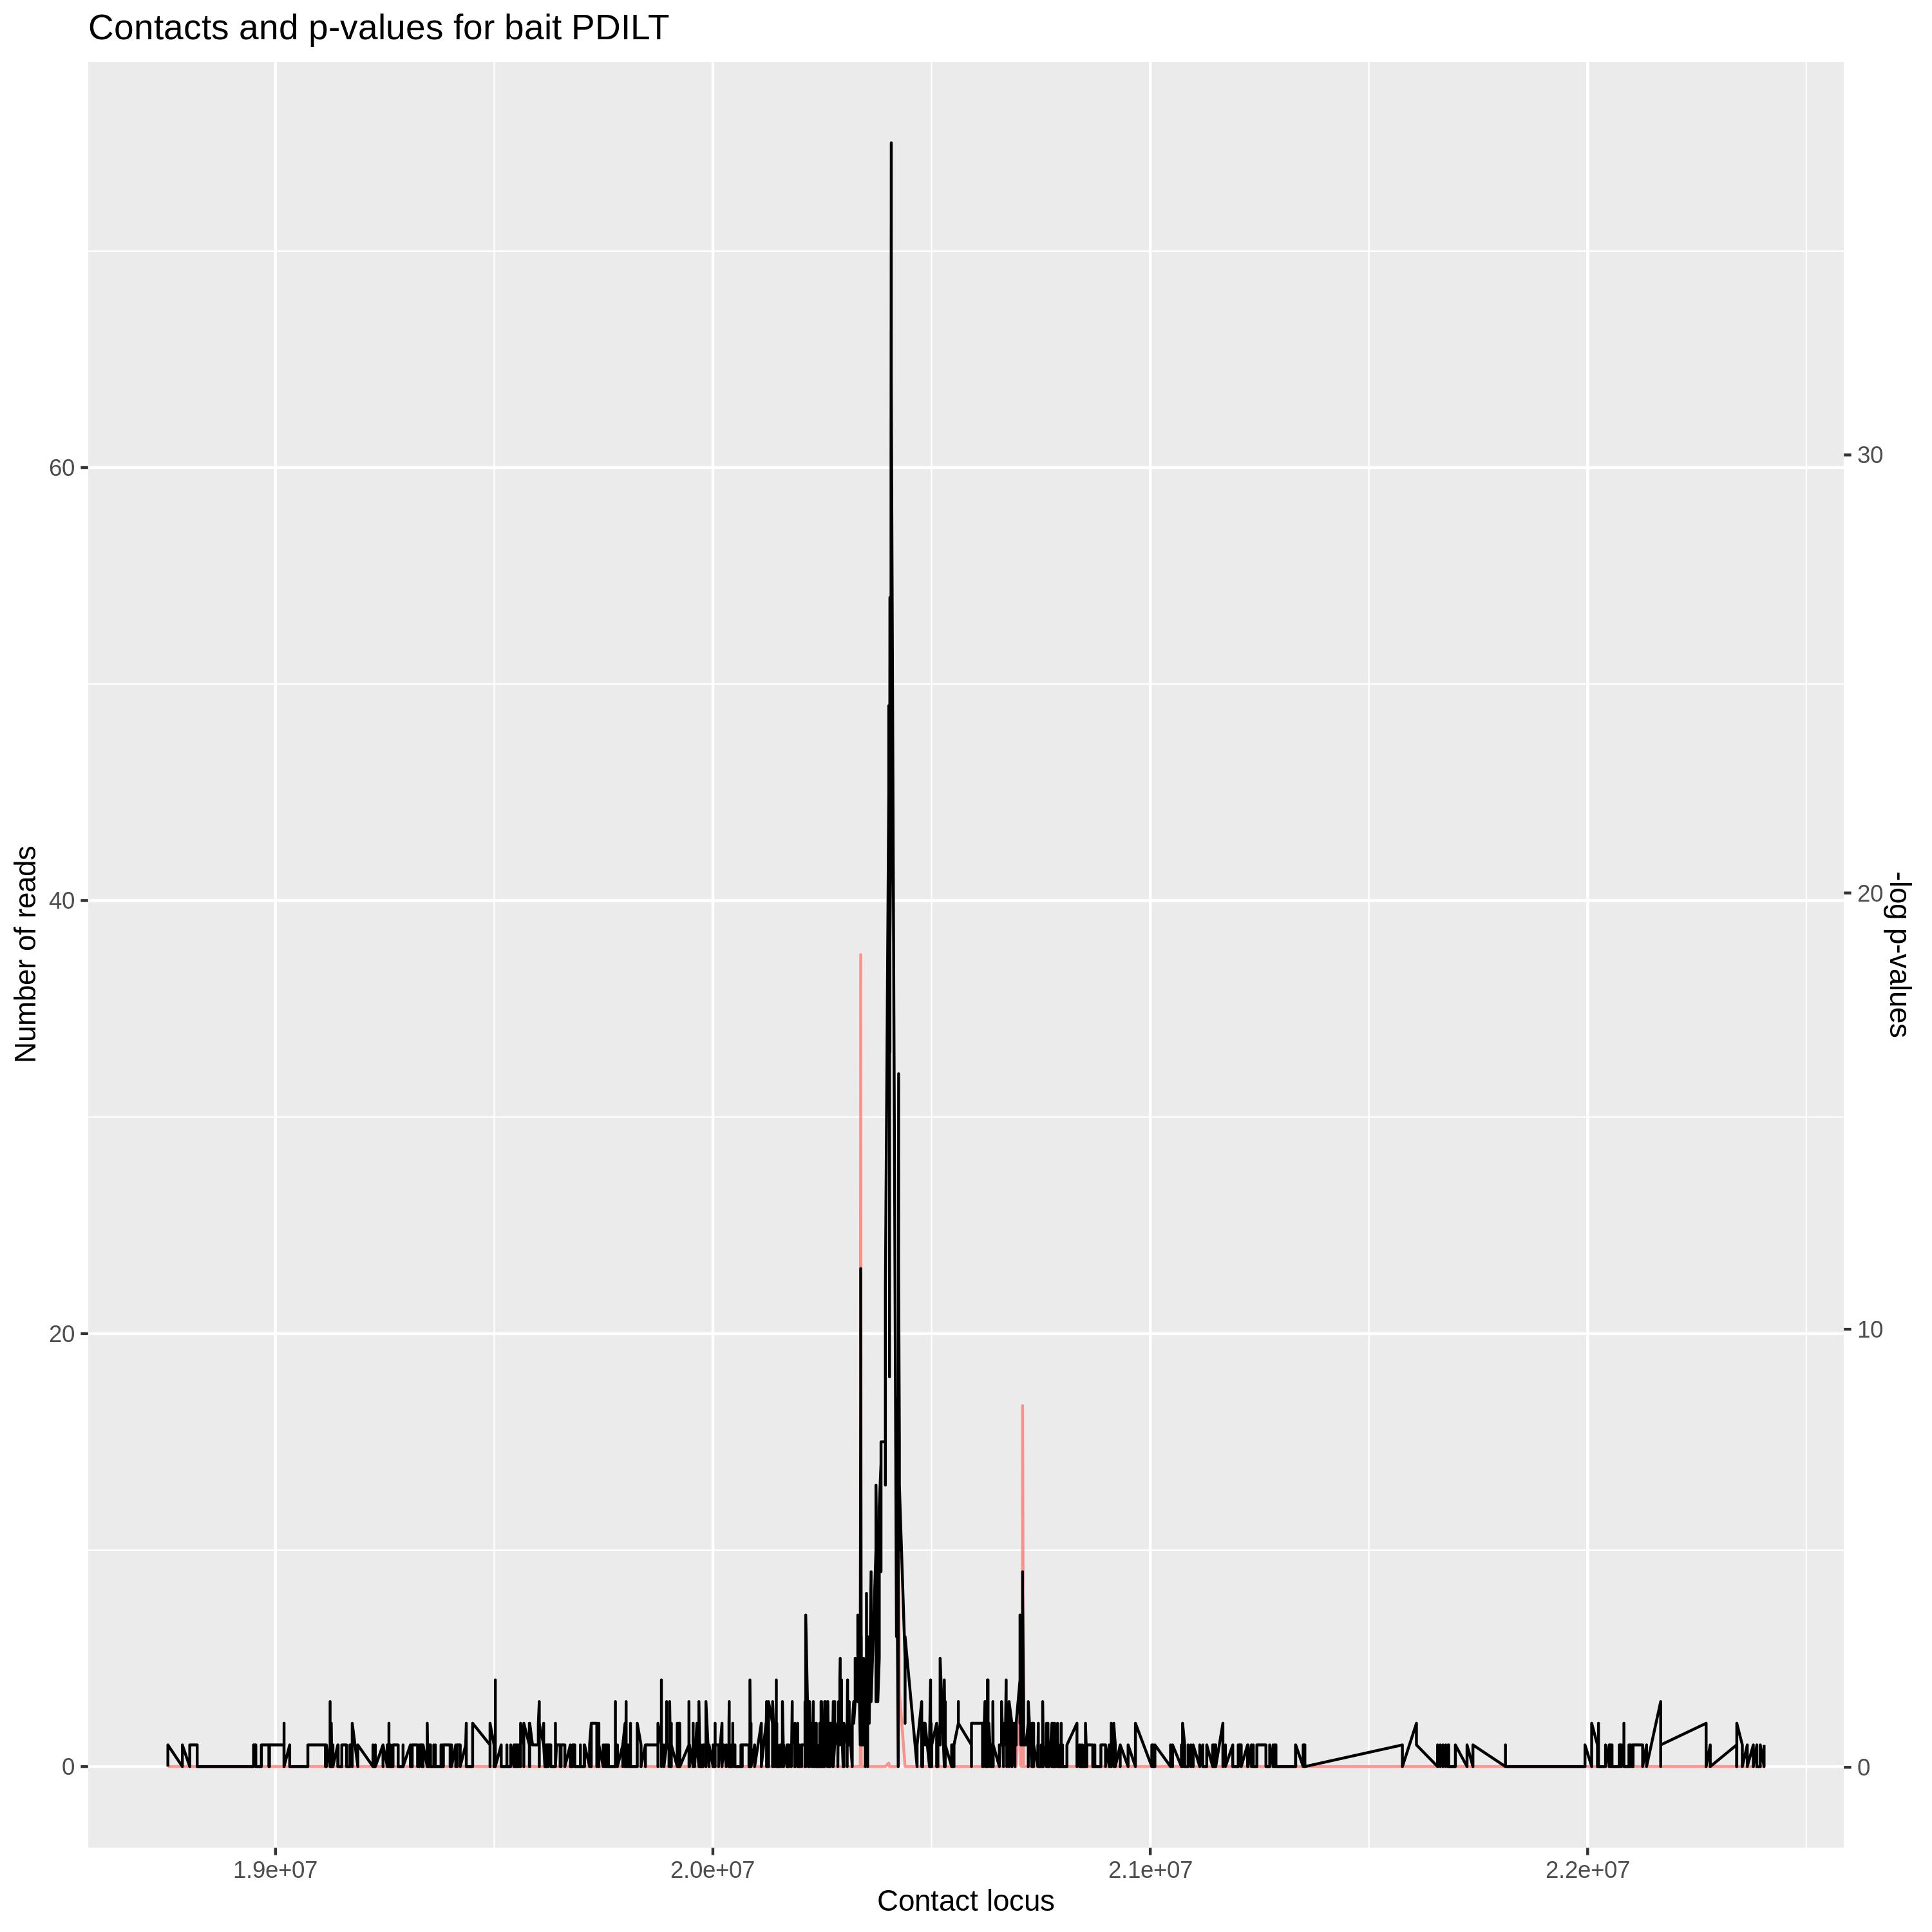 Contacts and p-values for bait PDILT
Number of reads
60
40
20
0
30
20
10
0
-log p-values
1.9e+07
2.0e+07
2.1e+07
2.2e+07
Contact locus